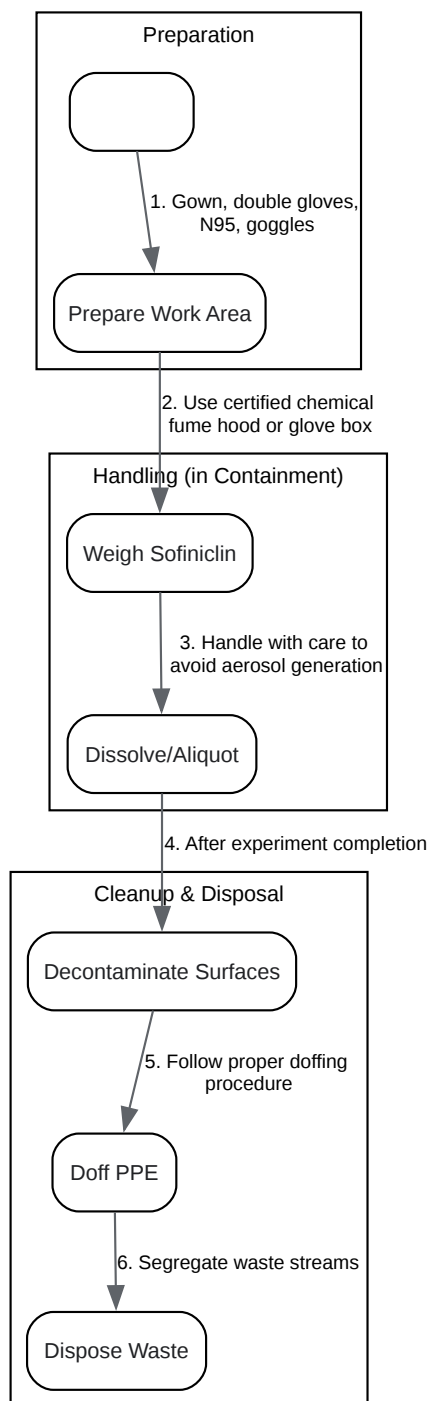 Preparation
1. Gown, double gloves,
N95, goggles
Prepare Work Area
2. Use certified chemical
fume hood or glove box
Handling (in Containment)
Weigh Sofiniclin
3. Handle with care to
avoid aerosol generation
Dissolve/Aliquot
4. After experiment completion
Cleanup & Disposal
Decontaminate Surfaces
5. Follow proper doffing
procedure
Doff PPE
6. Segregate waste streams
Dispose Waste